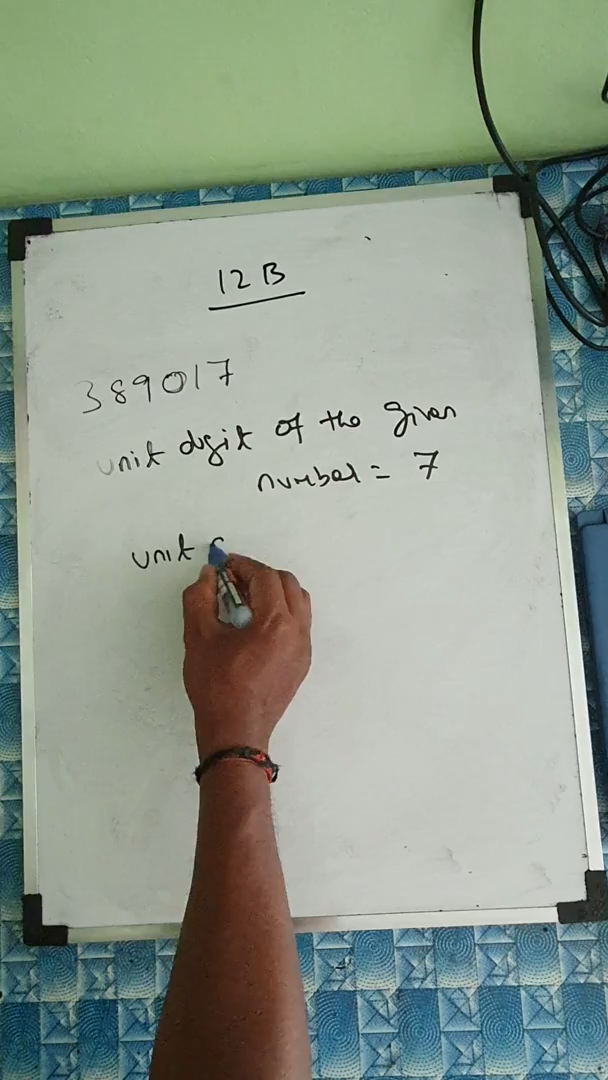 12 B
389017
unit digit of the given
number = 7
unit